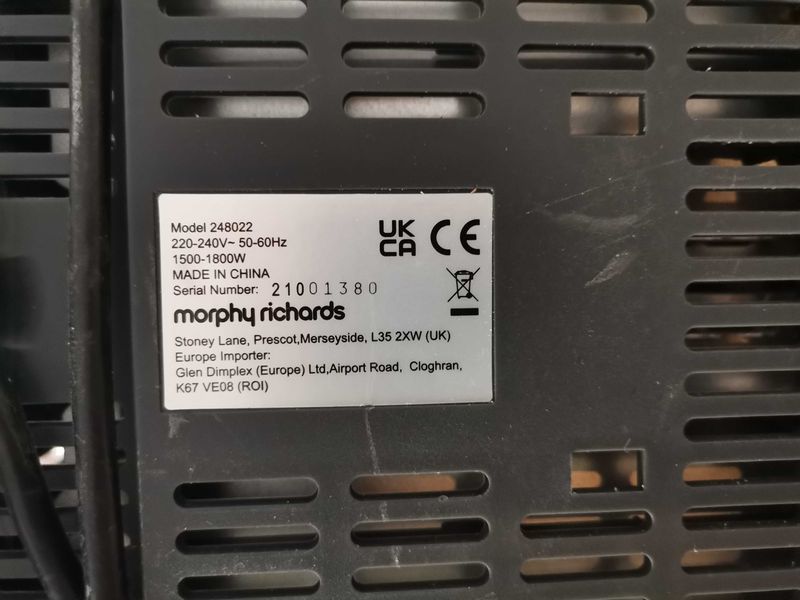 Model 248022
220-240V~ 50-60Hz
1500-1800W
MADE IN CHINA
Serial Number: 21001380
UK
CA
CE
morphy richards
Stoney Lane, Prescot,Merseyside, L35 2XW (UK)
Europe Importer:
Glen Dimplex (Europe) Ltd,Airport Road, Cloghran,
K67 VE08 (ROI)